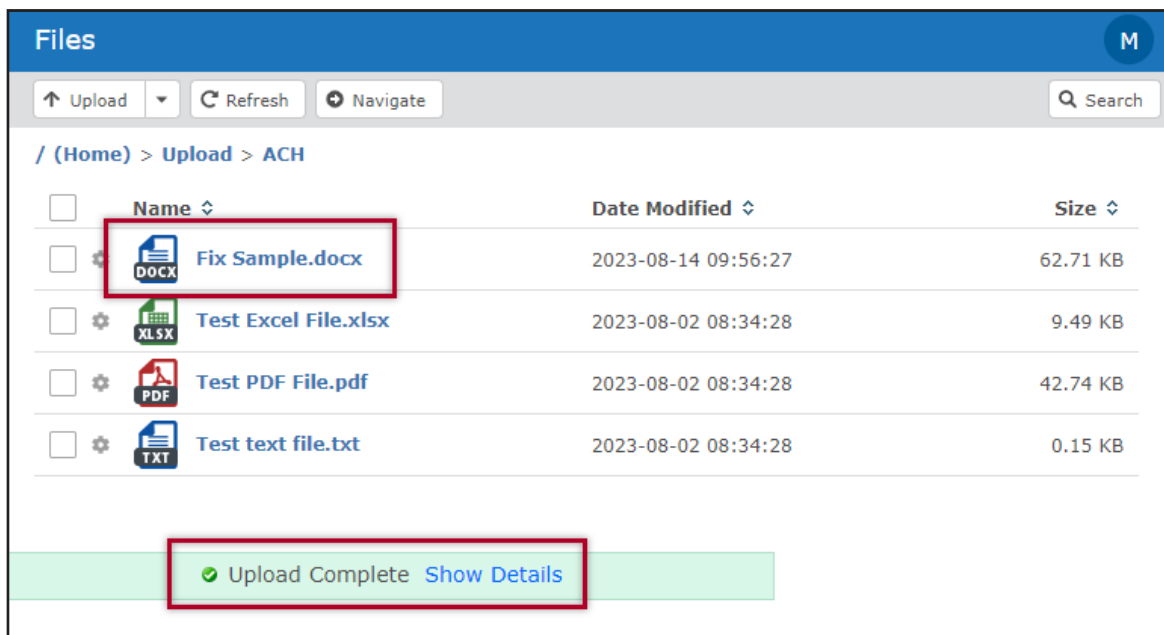 Files
M
Upload Refresh Navigate Search
/ (Home) > Upload > ACH
Name Date Modified Size
DOCX Fix Sample.docx 2023-08-14 09:56:27 62.71 KB
XLSX Test Excel File.xlsx 2023-08-02 08:34:28 9.49 KB
PDF Test PDF File.pdf 2023-08-02 08:34:28 42.74 KB
TXT Test text file.txt 2023-08-02 08:34:28 0.15 KB
Upload Complete Show Details